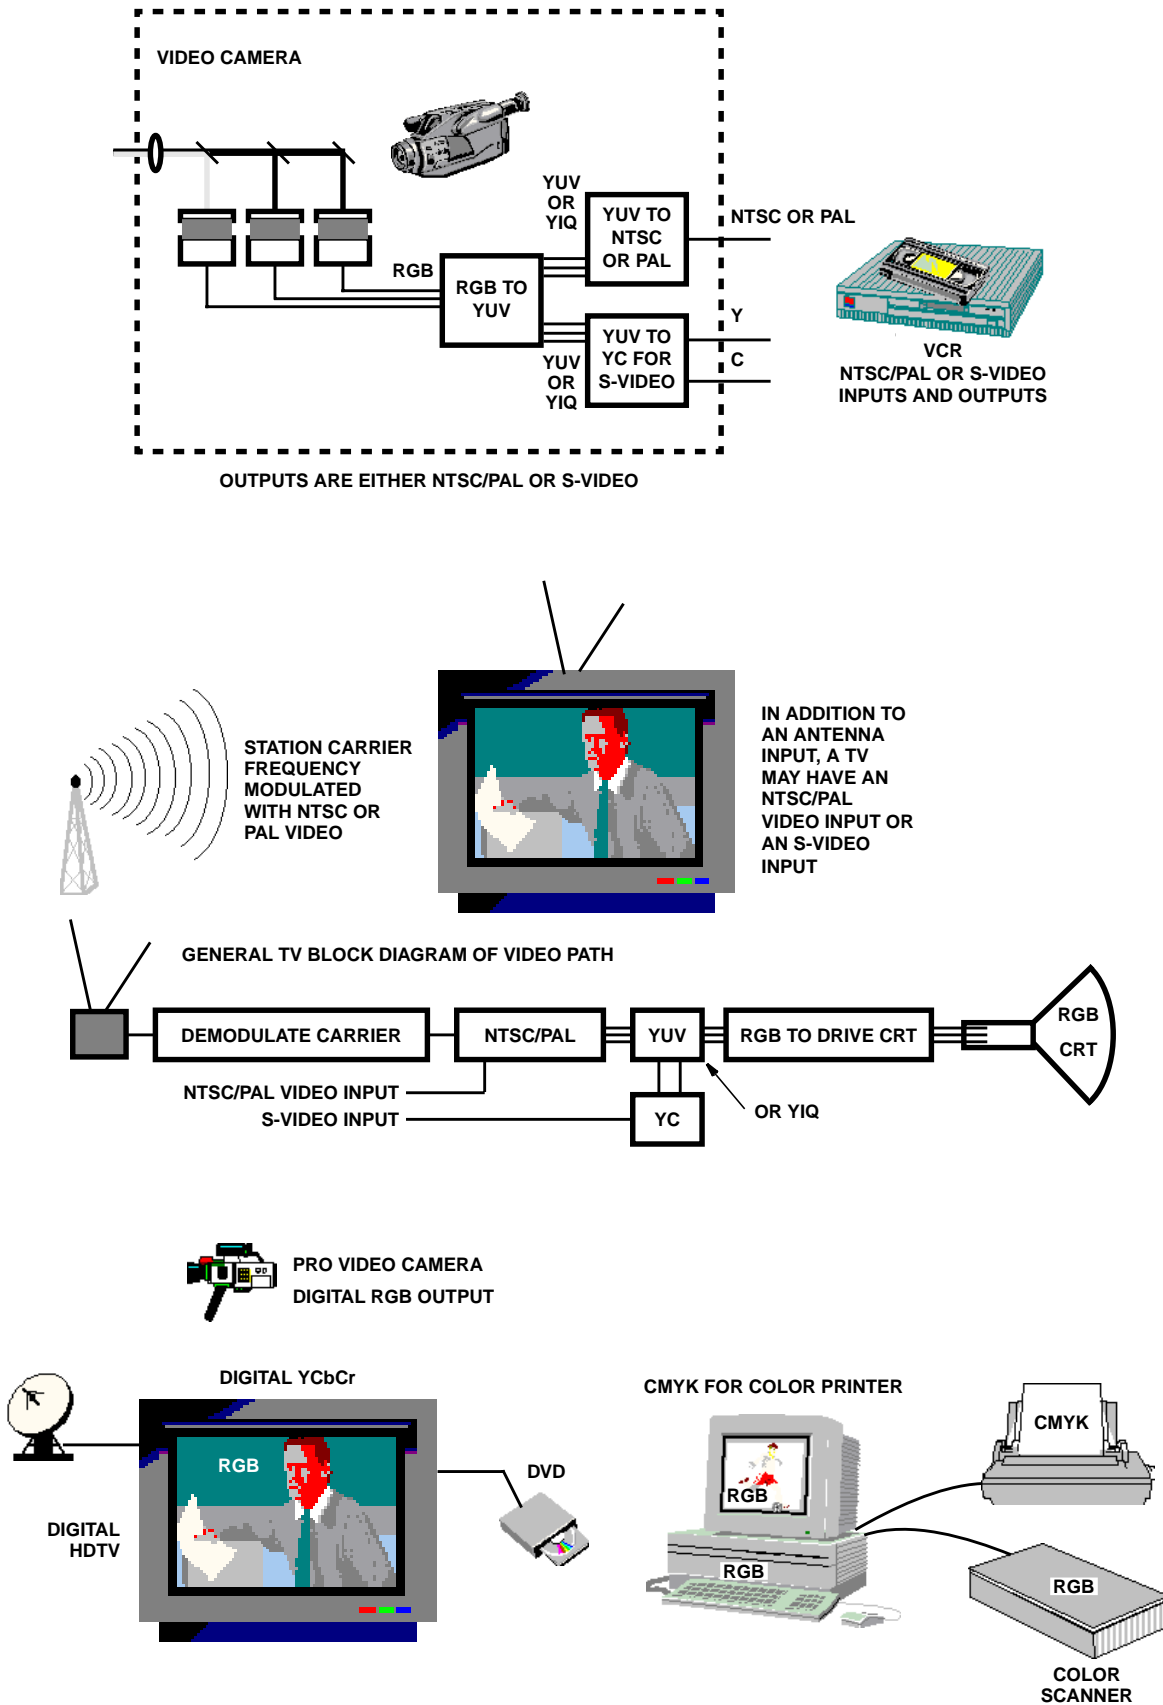 VIDEO CAMERA
YUV
OR
YIQ
YUV TO
NTSC
OR PAL
NTSC OR PAL
RGB
RGB TO
YUV
YUV
OR
YIQ
YUV TO
YC FOR
S-VIDEO
Y
C
VCR
NTSC/PAL OR S-VIDEO
INPUTS AND OUTPUTS
OUTPUTS ARE EITHER NTSC/PAL OR S-VIDEO
STATION CARRIER
FREQUENCY
MODULATED
WITH NTSC OR
PAL VIDEO
IN ADDITION TO
AN ANTENNA
INPUT, A TV
MAY HAVE AN
NTSC/PAL
VIDEO INPUT OR
AN S-VIDEO
INPUT
GENERAL TV BLOCK DIAGRAM OF VIDEO PATH
DEMODULATE CARRIER
NTSC/PAL
YUV
RGB TO DRIVE CRT
RGB
CRT
NTSC/PAL VIDEO INPUT
S-VIDEO INPUT
YC
OR YIQ
PRO VIDEO CAMERA
DIGITAL RGB OUTPUT
DIGITAL YCbCr
RGB
DIGITAL
HDTV
DVD
CMYK FOR COLOR PRINTER
CMYK
RGB
RGB
RGB
COLOR
SCANNER